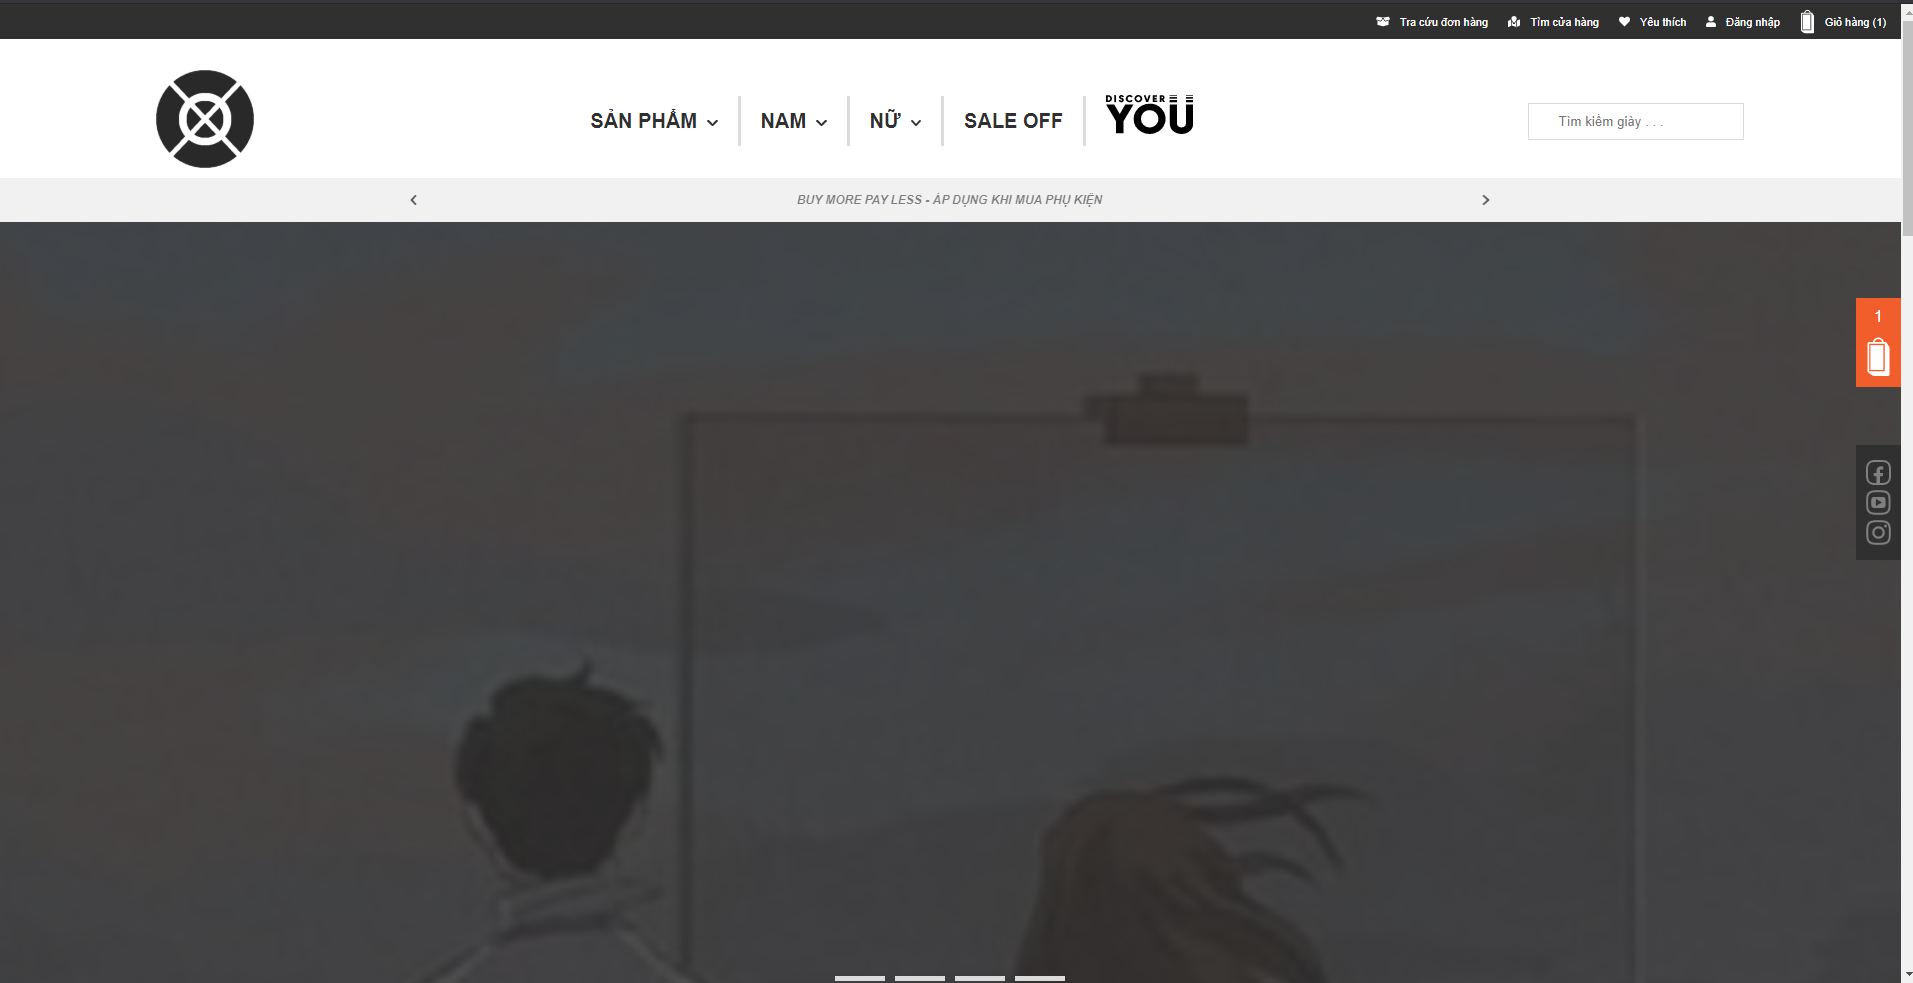 Tra cứu đơn hàng Tìm cửa hàng Yêu thích Đăng nhập Giỏ hàng (1)
SẢN PHẨM NAM NỮ SALE OFF DISCOVER YOU
Tìm kiếm giày . . .
BUY MORE PAY LESS - ÁP DỤNG KHI MUA PHỤ KIỆN
1